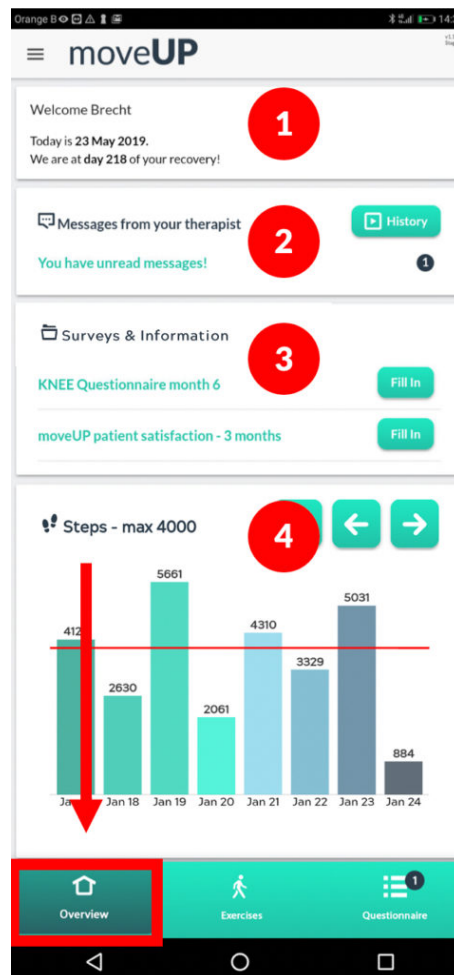 Orange B
14:
moveUP
Welcome Brecht
1
Today is 23 May 2019.
We are at day 218 of your recovery!
Messages from your therapist
2
History
You have unread messages!
1
Surveys & Information
3
KNEE Questionnaire month 6
Fill In
moveUP patient satisfaction - 3 months
Fill In
Steps - max 4000
4
5661
5031
412
4310
3329
2630
2061
884
Ja
Jan 18
Jan 19
Jan 20
Jan 21
Jan 22
Jan 23
Jan 24
1
Overview
Exercises
Questionnaire